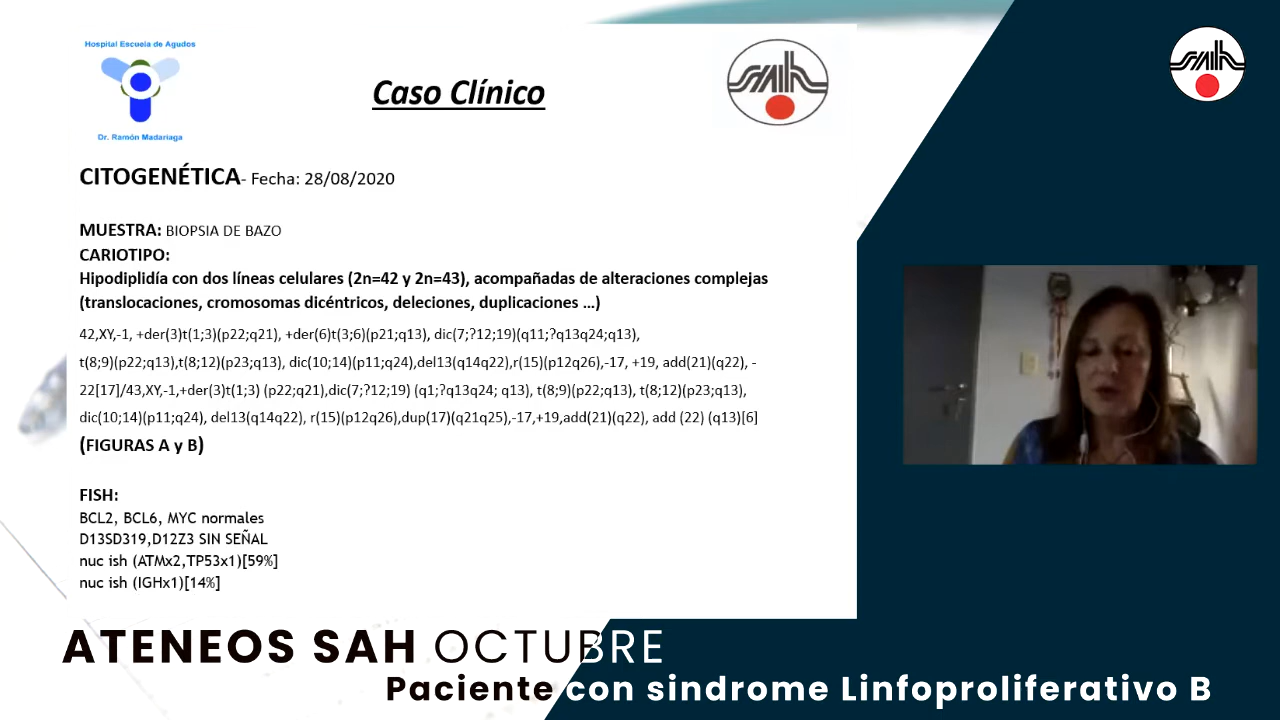 Hospital Escuela de Agudos
Dr. Ramón Madariaga
Caso Clínico
CITOGENÉTICA- Fecha: 28/08/2020
MUESTRA: BIOPSIA DE BAZO
CARIOTIPO:
Hipodiplidía con dos líneas celulares (2n=42 y 2n=43), acompañadas de alteraciones complejas
(translocaciones, cromosomas dicéntricos, deleciones, duplicaciones ...)
42,XY,-1, +der(3)t(1;3)(p22;q21), +der(6)t(3;6)(p21;q13), dic(7;?12;19)(q11;?q13q24;q13),
t(8;9)(p22;q13),t(8;12)(p23;q13), dic(10;14)(p11;q24),del13(q14q22),r(15)(p12q26),-17, +19, add(21)(q22), -
22[17]/43,XY,-1,+der(3)t(1;3) (p22;q21),dic(7;?12;19) (q1;?q13q24; q13), t(8;9)(p22;q13), t(8;12)(p23;q13),
dic(10;14)(p11;q24), del13(q14q22), r(15)(p12q26),dup(17)(q21q25),-17,+19,add(21)(q22), add (22) (q13)[6]
(FIGURAS A y B)
FISH:
BCL2, BCL6, MYC normales
D13SD319,D12Z3 SIN SEÑAL
nuc ish (ATMx2,TP53x1)[59%]
nuc ish (IGHx1)[14%]
ATENEOS SAH OCTUBRE
Paciente con sindrome Linfoproliferativo B